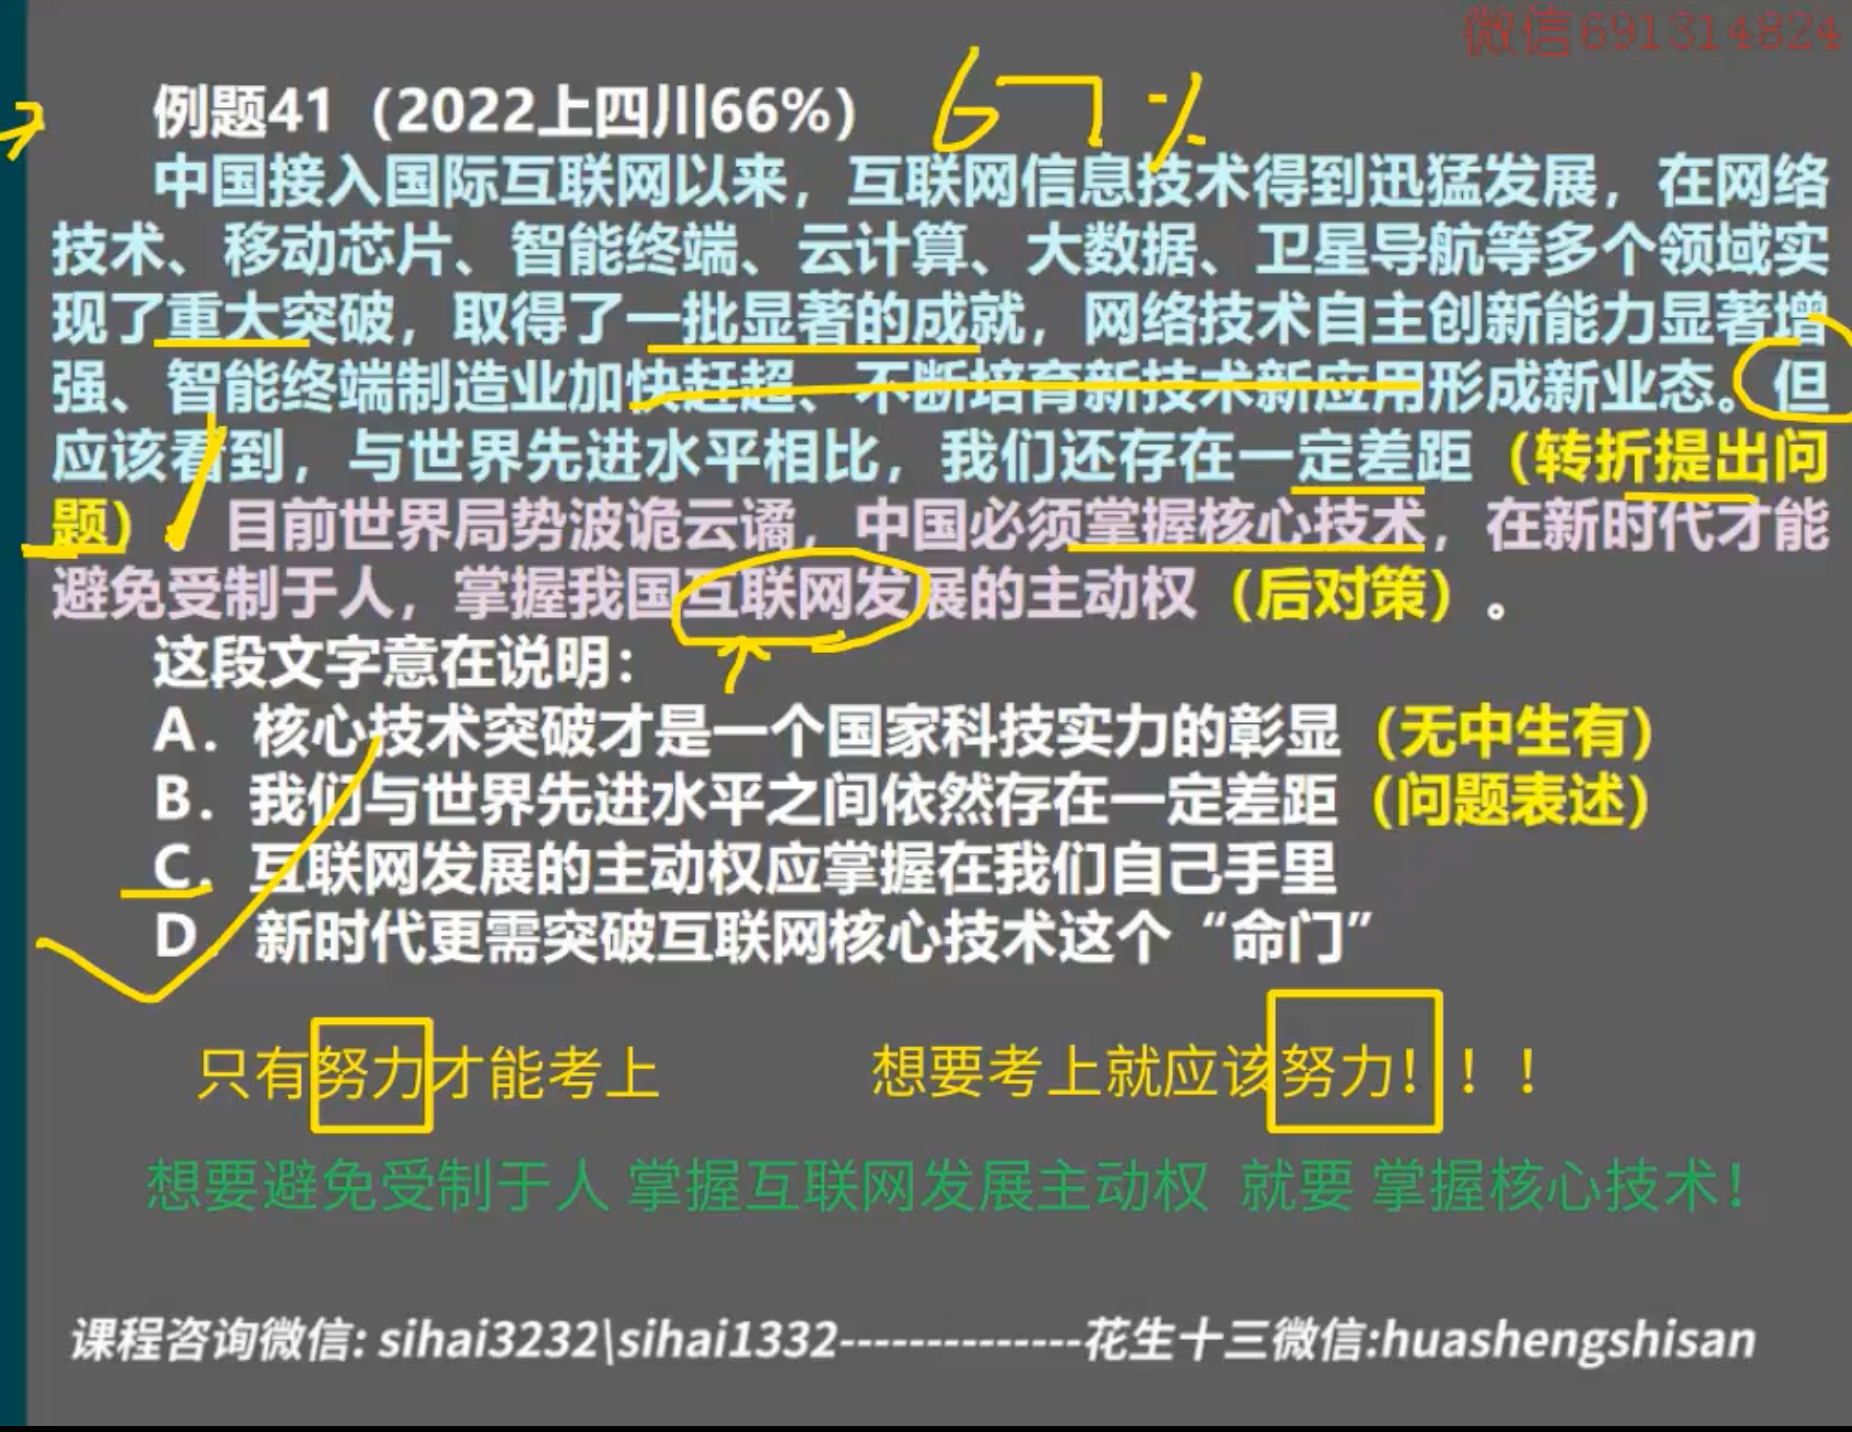 微信691314824
例题41（2022上四川66%） 67%
中国接入国际互联网以来，互联网信息技术得到迅猛发展，在网络
技术、移动芯片、智能终端、云计算、大数据、卫星导航等多个领域实
现了重大突破，取得了一批显著的成就，网络技术自主创新能力显著增
强、智能终端制造业加快赶超、不断培育新技术新应用形成新业态。但
应该看到，与世界先进水平相比，我们还存在一定差距（转折提出问
题）。目前世界局势波诡云谲，中国必须掌握核心技术，在新时代才能
避免受制于人，掌握我国互联网发展的主动权（后对策）。
这段文字意在说明：
A．核心技术突破才是一个国家科技实力的彰显（无中生有）
B．我们与世界先进水平之间依然存在一定差距（问题表述）
C．互联网发展的主动权应掌握在我们自己手里
D．新时代更需突破互联网核心技术这个“命门”
只有努力才能考上 想要考上就应该努力！！！
想要避免受制于人 掌握互联网发展主动权 就要 掌握核心技术！
课程咨询微信: sihai3232\sihai1332--------------花生十三微信:huashengshisan